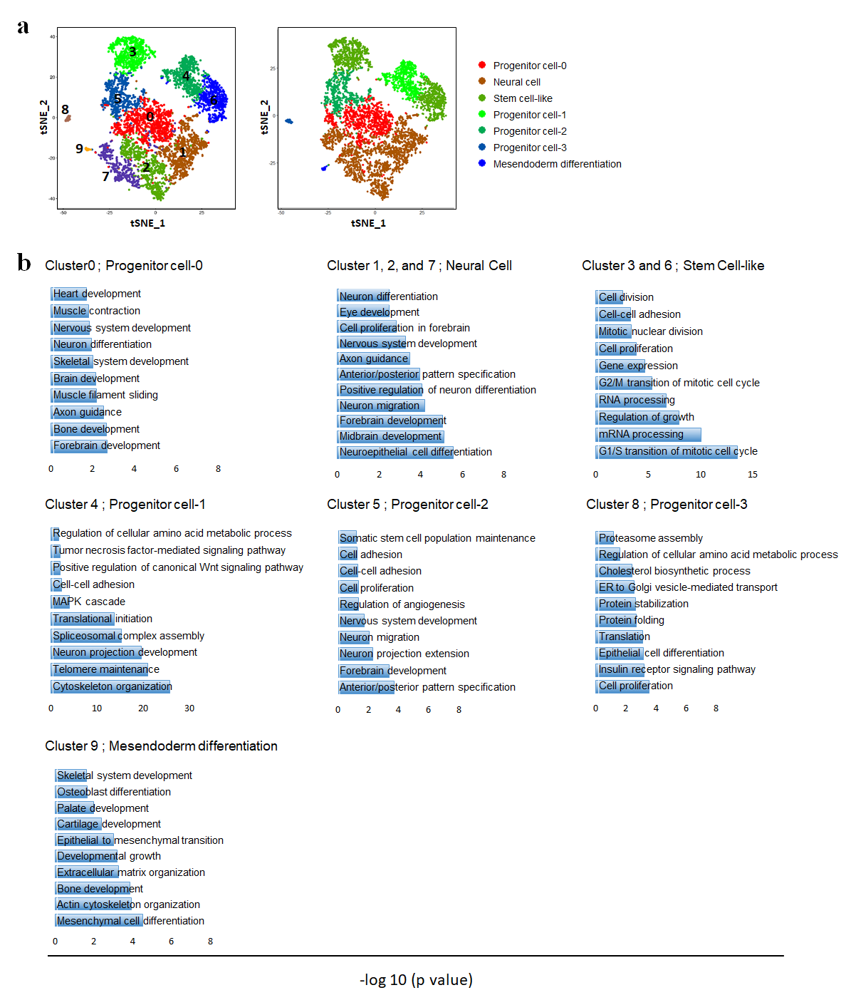 a
40
20
0
-20
-40
-50
-25
0
25
tSNE_2
tSNE_1
3
4
5
6
0
8
9
1
2
7
25
0
-25
-50
-25
0
25
tSNE_2
tSNE_1
Progenitor cell-0
Neural cell
Stem cell-like
Progenitor cell-1
Progenitor cell-2
Progenitor cell-3
Mesendoderm differentiation
b
Cluster0 ; Progenitor cell-0
Heart development
Muscle contraction
Nervous system development
Neuron differentiation
Skeletal system development
Brain development
Muscle filament sliding
Axon guidance
Bone development
Forebrain development
0 2 4 6 8
Cluster 1, 2, and 7 ; Neural Cell
Neuron differentiation
Eye development
Cell proliferation in forebrain
Nervous system development
Axon guidance
Anterior/posterior pattern specification
Positive regulation of neuron differentiation
Neuron migration
Forebrain development
Midbrain development
Neuroepithelial cell differentiation
0 2 4 6 8
Cluster 3 and 6 ; Stem Cell-like
Cell division
Cell-cell adhesion
Mitotic nuclear division
Cell proliferation
Gene expression
G2/M transition of mitotic cell cycle
RNA processing
Regulation of growth
mRNA processing
G1/S transition of mitotic cell cycle
0 5 10 15
Cluster 4 ; Progenitor cell-1
Regulation of cellular amino acid metabolic process
Tumor necrosis factor-mediated signaling pathway
Positive regulation of canonical Wnt signaling pathway
Cell-cell adhesion
MAPK cascade
Translational initiation
Spliceosomal complex assembly
Neuron projection development
Telomere maintenance
Cytoskeleton organization
0 10 20 30
Cluster 5 ; Progenitor cell-2
Somatic stem cell population maintenance
Cell adhesion
Cell-cell adhesion
Cell proliferation
Regulation of angiogenesis
Nervous system development
Neuron migration
Neuron projection extension
Forebrain development
Anterior/posterior pattern specification
0 2 4 6 8
Cluster 8 ; Progenitor cell-3
Proteasome assembly
Regulation of cellular amino acid metabolic process
Cholesterol biosynthetic process
ER to Golgi vesicle-mediated transport
Protein stabilization
Protein folding
Translation
Epithelial cell differentiation
Insulin receptor signaling pathway
Cell proliferation
0 2 4 6 8
Cluster 9 ; Mesendoderm differentiation
Skeletal system development
Osteoblast differentiation
Palate development
Cartilage development
Epithelial to mesenchymal transition
Developmental growth
Extracellular matrix organization
Bone development
Actin cytoskeleton organization
Mesenchymal cell differentiation
0 2 4 6 8
-log 10 (p value)